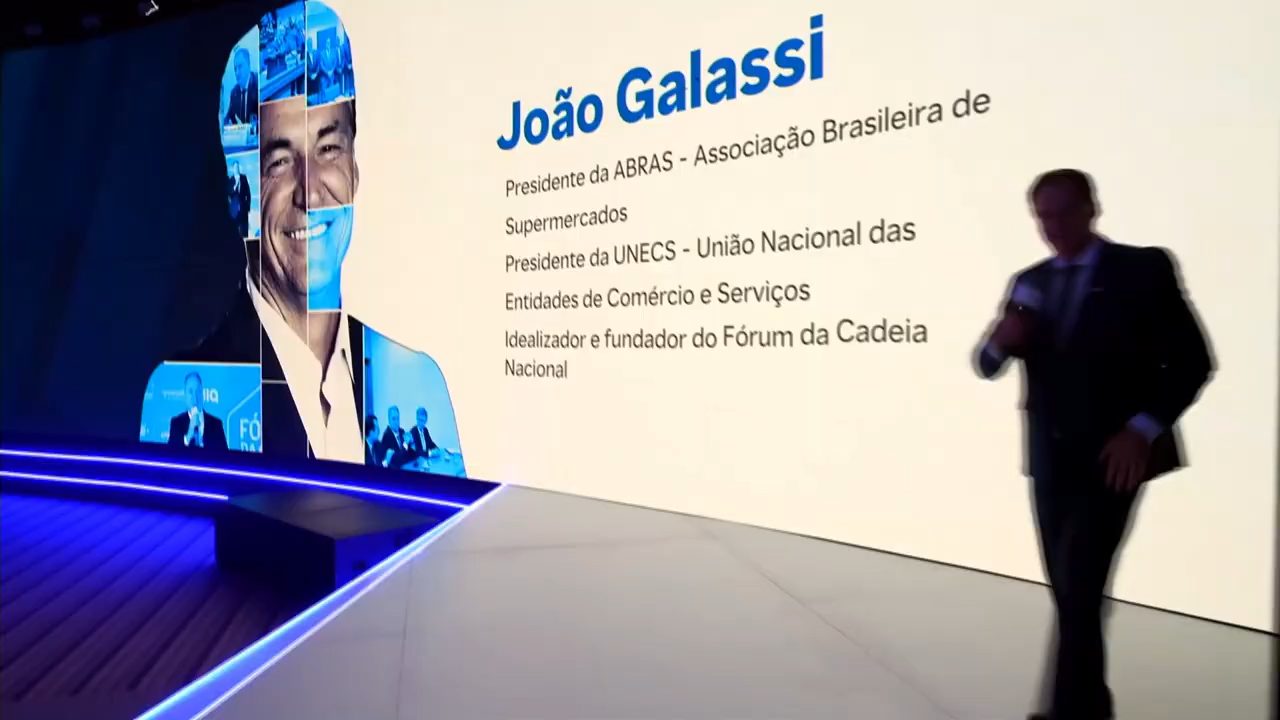 João Galassi
Presidente da ABRAS - Associação Brasileira de
Supermercados
Presidente da UNECS - União Nacional das
Entidades de Comércio e Serviços
Idealizador e fundador do Fórum da Cadeia
Nacional
FÓ